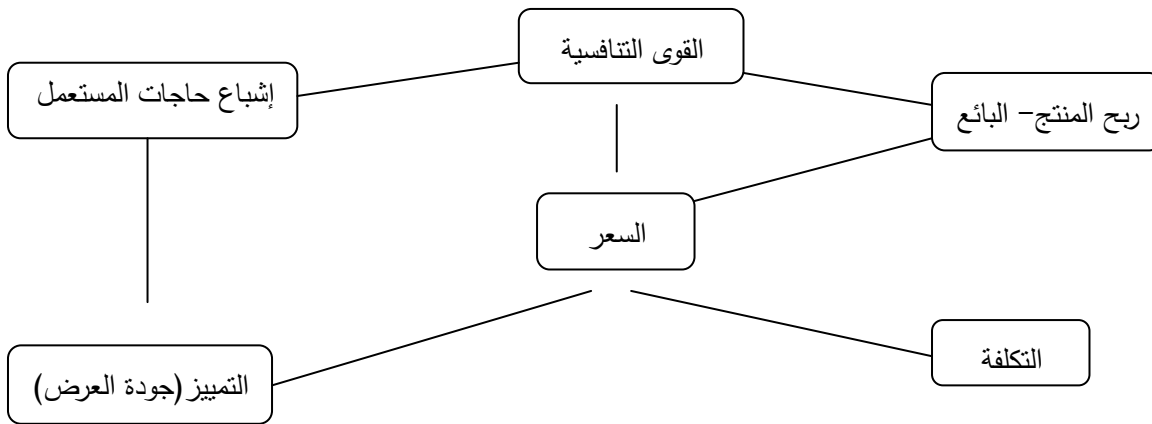 القوى التنافسية
إشباع حاجات المستعمل
ربح المنتج– البائع
السعر
التكلفة
التمييز(جودة العرض)